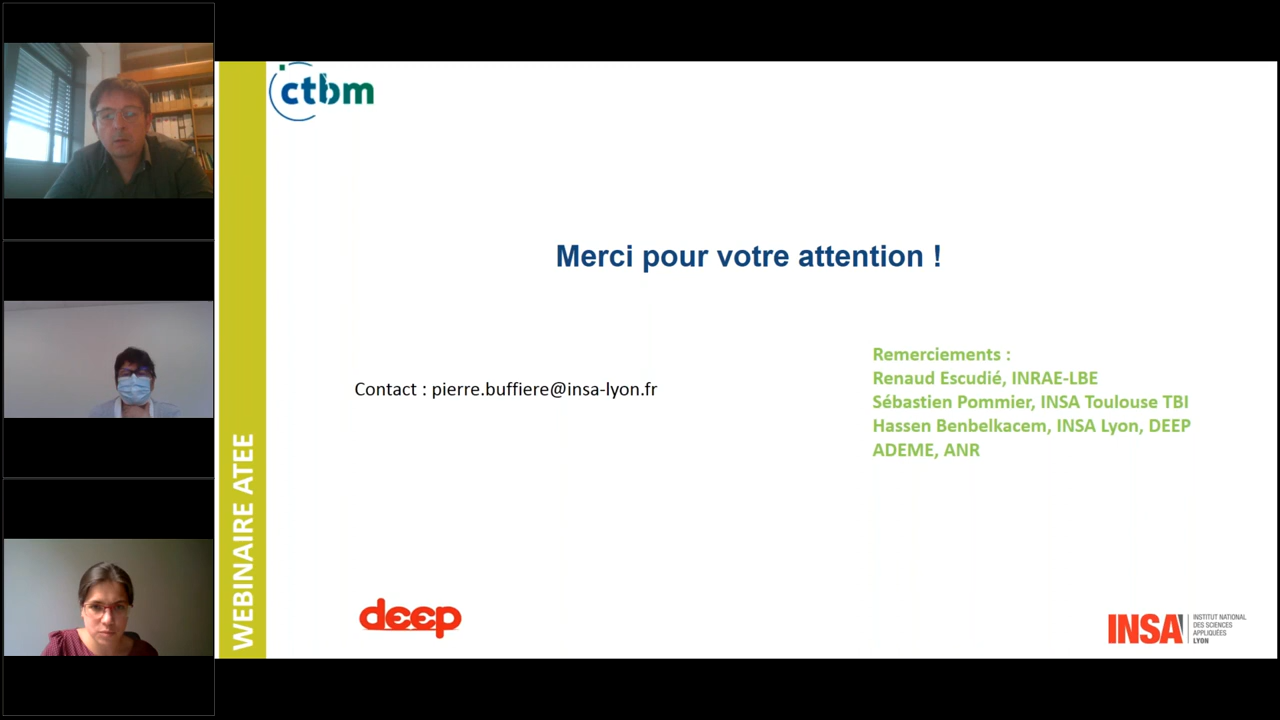 ctbm
Merci pour votre attention !
Contact : pierre.buffiere@insa-lyon.fr
Remerciements :
Renaud Escudié, INRAE-LBE
Sébastien Pommier, INSA Toulouse TBI
Hassen Benbelkacem, INSA Lyon, DEEP
ADEME, ANR
WEBINAIRE ATEE
deep
INSA
INSTITUT NATIONAL
DES SCIENCES
APPLIQUÉES
LYON